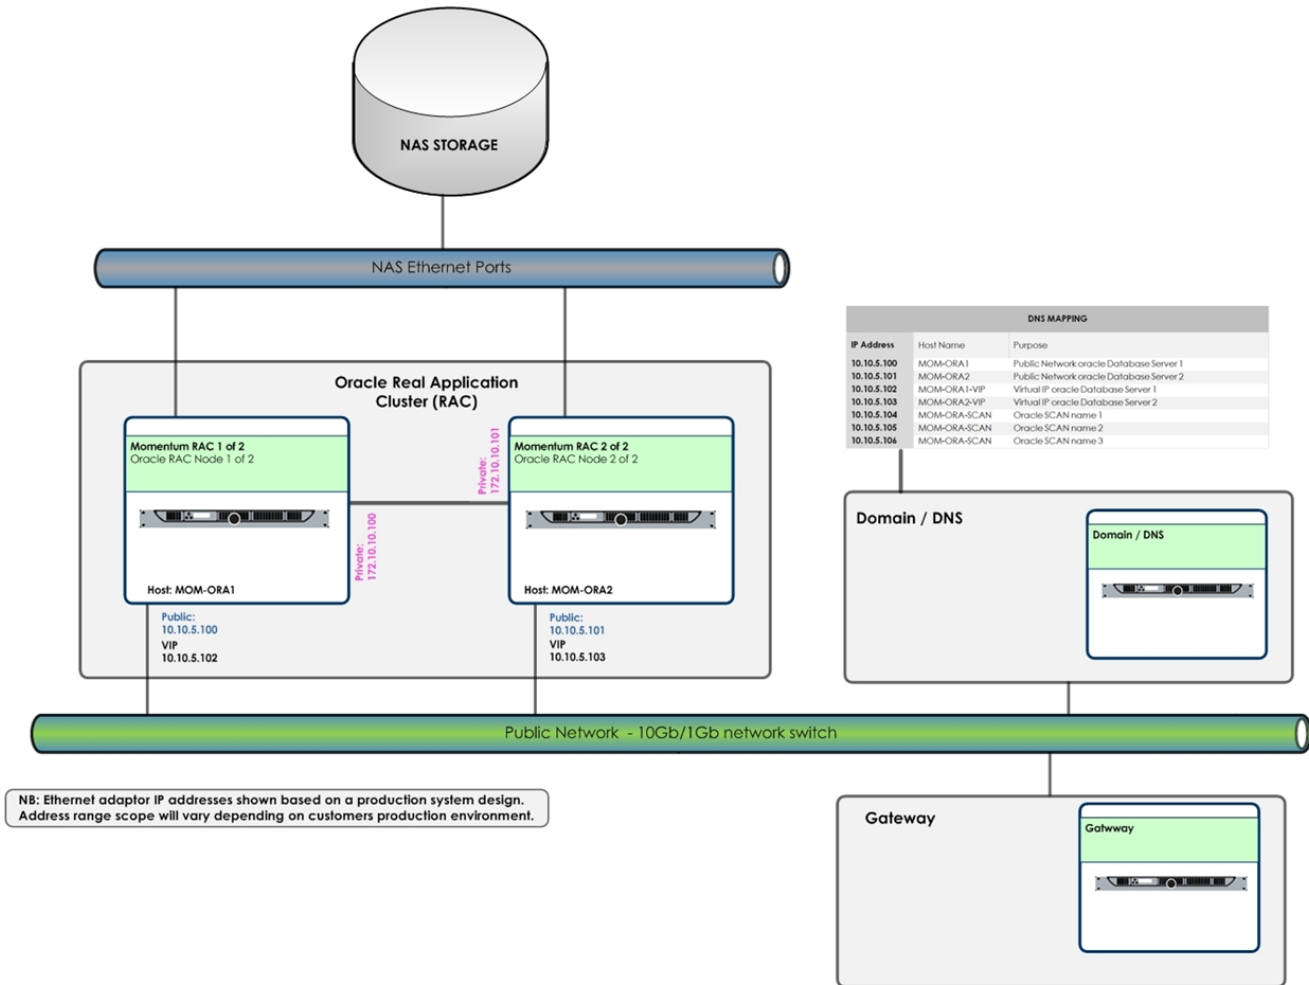 NAS STORAGE
NAS Ethernet Ports
Oracle Real Application
Cluster (RAC)
Momentum RAC 1 of 2
Oracle RAC Node 1 of 2
Host: MOM-ORA1
Private:
172.10.10.100
Private:
172.10.10.101
Momentum RAC 2 of 2
Oracle RAC Node 2 of 2
Host: MOM-ORA2
Public:
10.10.5.100
VIP
10.10.5.102
Public:
10.10.5.101
VIP
10.10.5.103
DNS MAPPING
IP Address Host Name Purpose
10.10.5.100 MOM-ORA1 Public Network oracle Database Server 1
10.10.5.101 MOM-ORA2 Public Network oracle Database Server 2
10.10.5.102 MOM-ORA1-VIP Virtual IP oracle Database Server 1
10.10.5.103 MOM-ORA2-VIP Virtual IP oracle Database Server 2
10.10.5.104 MOM-ORA-SCAN Oracle SCAN name 1
10.10.5.105 MOM-ORA-SCAN Oracle SCAN name 2
10.10.5.106 MOM-ORA-SCAN Oracle SCAN name 3
Domain / DNS
Domain / DNS
Public Network - 10Gb/1Gb network switch
NB: Ethernet adaptor IP addresses shown based on a production system design.
Address range scope will vary depending on customers production environment.
Gateway
Gatwway